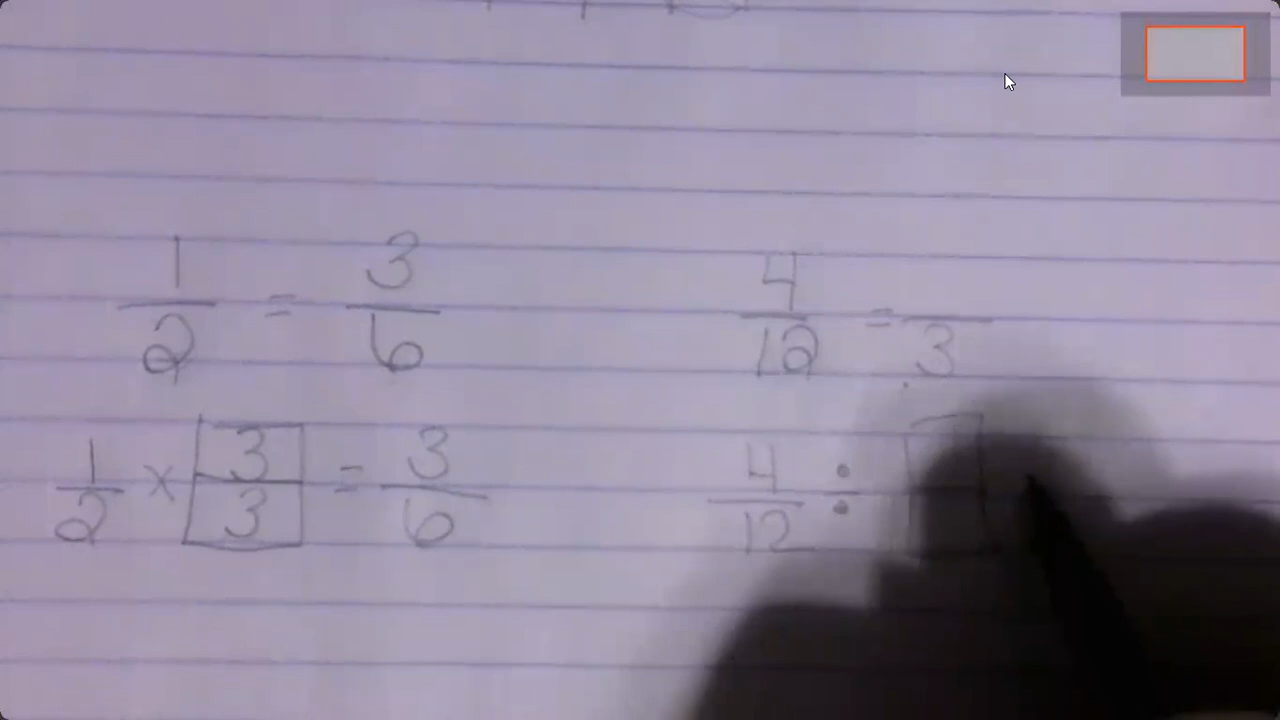 1/2 = 3/6
4/12 = /3
1/2 × 3/3 = 3/6
4/12 ÷